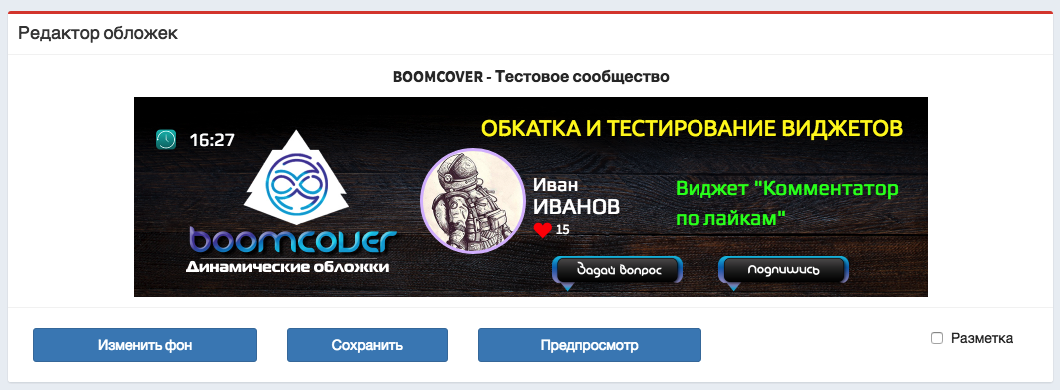 Редактор обложек
BOOMCOVER - Тестовое сообщество
16:27
ОБКАТКА И ТЕСТИРОВАНИЕ ВИДЖЕТОВ
Иван
ИВАНОВ
15
Виджет "Комментатор
по лайкам"
boomcover
Динамические обложки
Задай вопрос
Подпишись
Изменить фон
Сохранить
Предпросмотр
Разметка